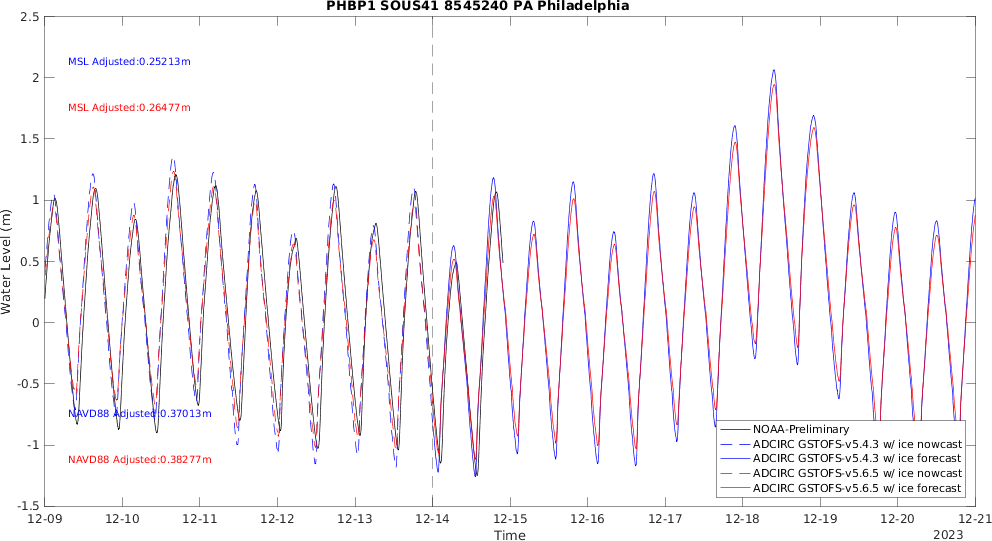 PHBP1 SOUS41 8545240 PA Philadelphia
2.5
2
1.5
1
0.5
0
-0.5
-1
-1.5
Water Level (m)
MSL Adjusted:0.25213m
MSL Adjusted:0.26477m
NAVD88 Adjusted:0.37013m
NAVD88 Adjusted:0.38277m
NOAA-Preliminary
ADCIRC GSTOFS-v5.4.3 w/ ice nowcast
ADCIRC GSTOFS-v5.4.3 w/ ice forecast
ADCIRC GSTOFS-v5.6.5 w/ ice nowcast
ADCIRC GSTOFS-v5.6.5 w/ ice forecast
12-09 12-10 12-11 12-12 12-13 12-14 12-15 12-16 12-17 12-18 12-19 12-20 12-21
Time
2023